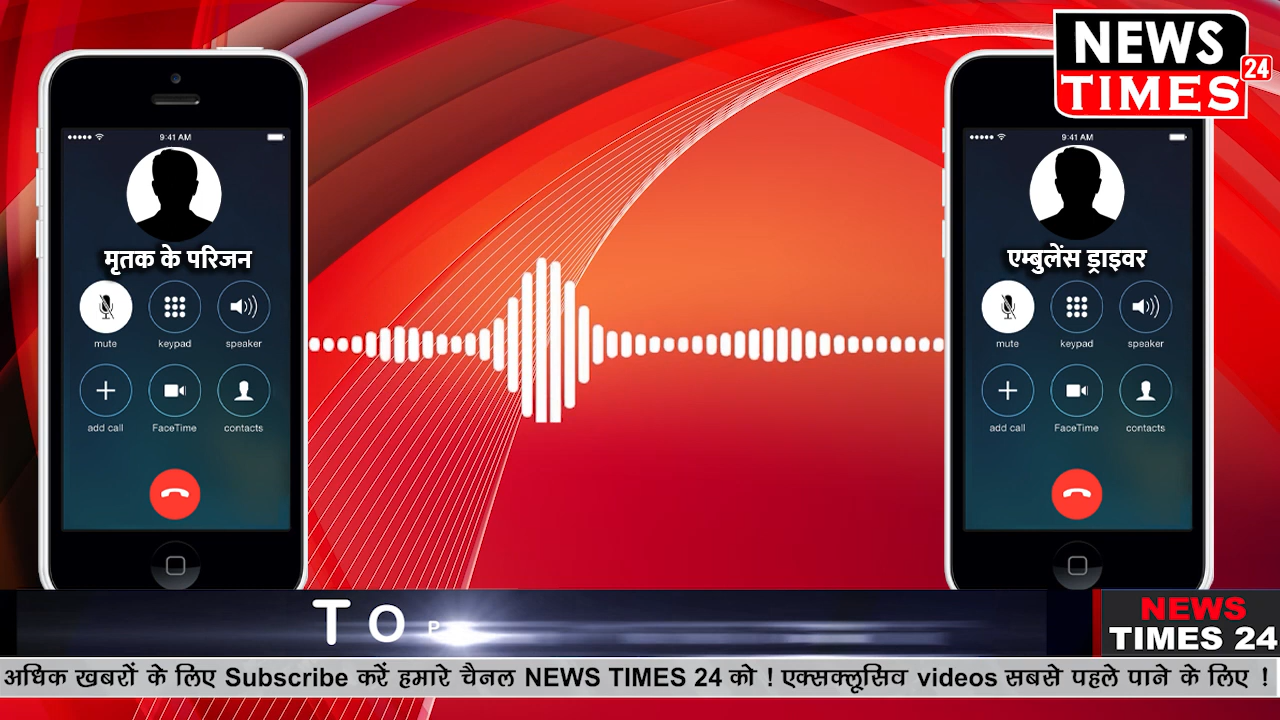 NEWS
24
TIMES
9:41 AM
मृतक के परिजन
mute keypad speaker
add call FaceTime contacts
9:41 AM
एम्बुलेंस ड्राइवर
mute keypad speaker
add call FaceTime contacts
T O P
NEWS
TIMES 24
अधिक खबरों के लिए Subscribe करें हमारे चैनल NEWS TIMES 24 को ! एक्सक्लूसिव videos सबसे पहले पाने के लिए !